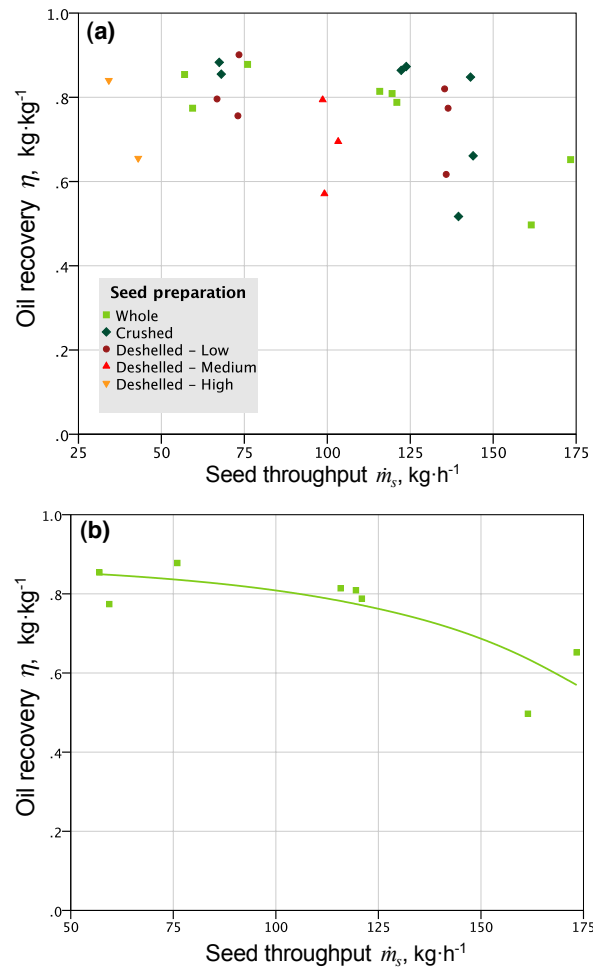 (a)
1.0
.8
.6
.4
.2
.0
Oil recovery η, kg·kg⁻¹
Seed preparation
Whole
Crushed
Deshelled – Low
Deshelled – Medium
Deshelled – High
25 50 75 100 125 150 175
Seed throughput ṁₛ, kg·h⁻¹
(b)
1.0
.8
.6
.4
.2
.0
Oil recovery η, kg·kg⁻¹
50 75 100 125 150 175
Seed throughput ṁₛ, kg·h⁻¹